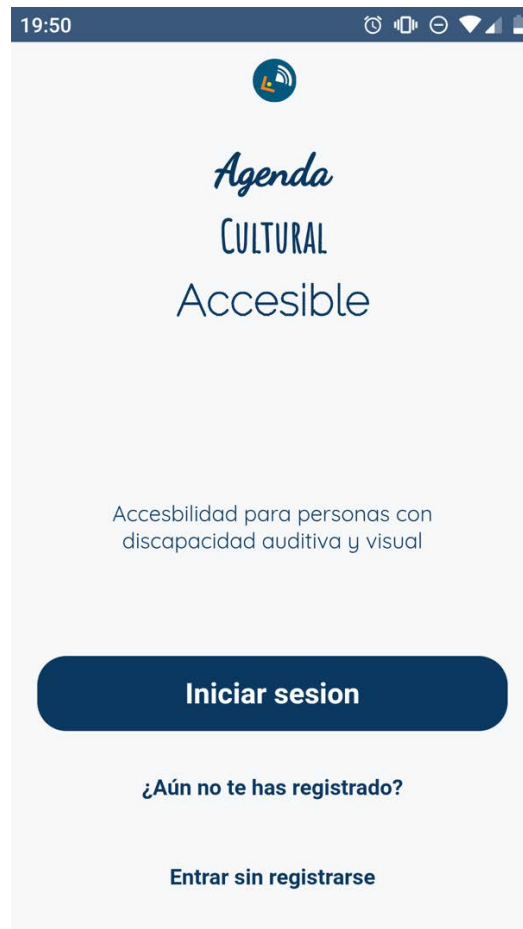 19:50
Agenda
CULTURAL
Accesible
Accesbilidad para personas con
discapacidad auditiva y visual
Iniciar sesion
¿Aún no te has registrado?
Entrar sin registrarse